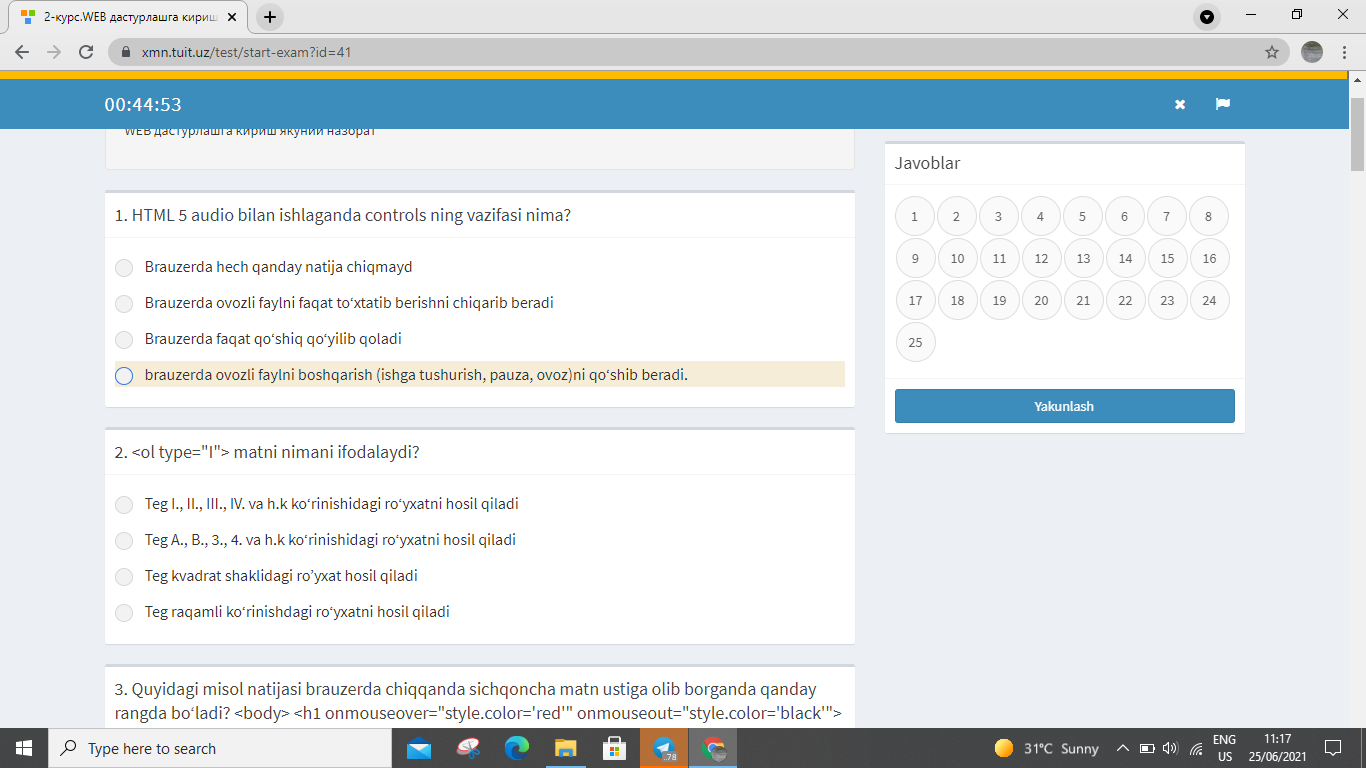 2-курс.WEB дастурлашга кириш
xmn.tuit.uz/test/start-exam?id=41
00:44:53
WEB дастурлашга кириш якуний назорат
1. HTML 5 audio bilan ishlaganda controls ning vazifasi nima?
Brauzerda hech qanday natija chiqmayd
Brauzerda ovozli faylni faqat to‘xtatib berishni chiqarib beradi
Brauzerda faqat qo‘shiq qo‘yilib qoladi
brauzerda ovozli faylni boshqarish (ishga tushurish, pauza, ovoz)ni qo‘shib beradi.
2. <ol type="I"> matni nimani ifodalaydi?
Teg I., II., III., IV. va h.k ko‘rinishidagi ro‘yxatni hosil qiladi
Teg A., B., 3., 4. va h.k ko‘rinishidagi ro‘yxatni hosil qiladi
Teg kvadrat shaklidagi ro’yxat hosil qiladi
Teg raqamli ko‘rinishdagi ro‘yxatni hosil qiladi
3. Quyidagi misol natijasi brauzerda chiqqanda sichqoncha matn ustiga olib borganda qanday
rangda bo‘ladi? <body> <h1 onmouseover="style.color='red'" onmouseout="style.color='black'">
Javoblar
1 2 3 4 5 6 7 8
9 10 11 12 13 14 15 16
17 18 19 20 21 22 23 24
25
Yakunlash
Type here to search
.78
31°C Sunny
ENG
US
11:17
25/06/2021